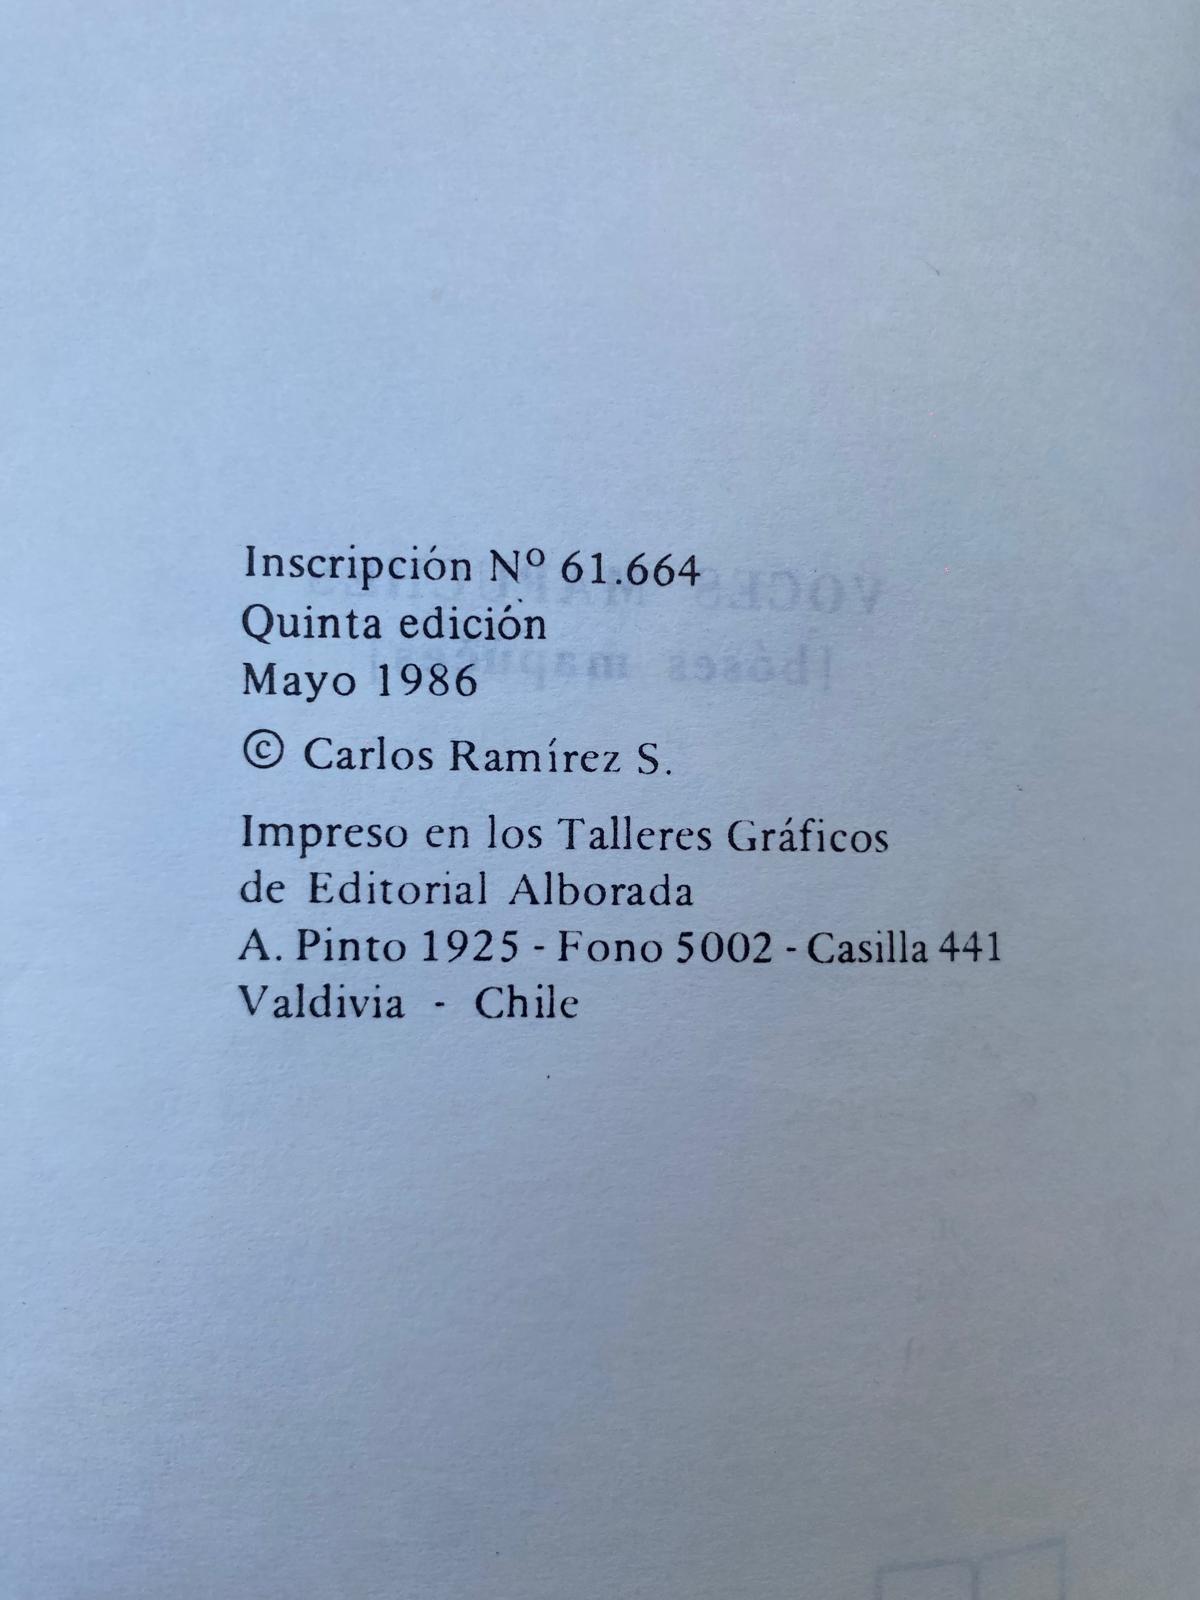 Inscripción Nº 61.664
Quinta edición
Mayo 1986
© Carlos Ramírez S.
Impreso en los Talleres Gráficos
de Editorial Alborada
A. Pinto 1925 - Fono 5002 - Casilla 441
Valdivia - Chile